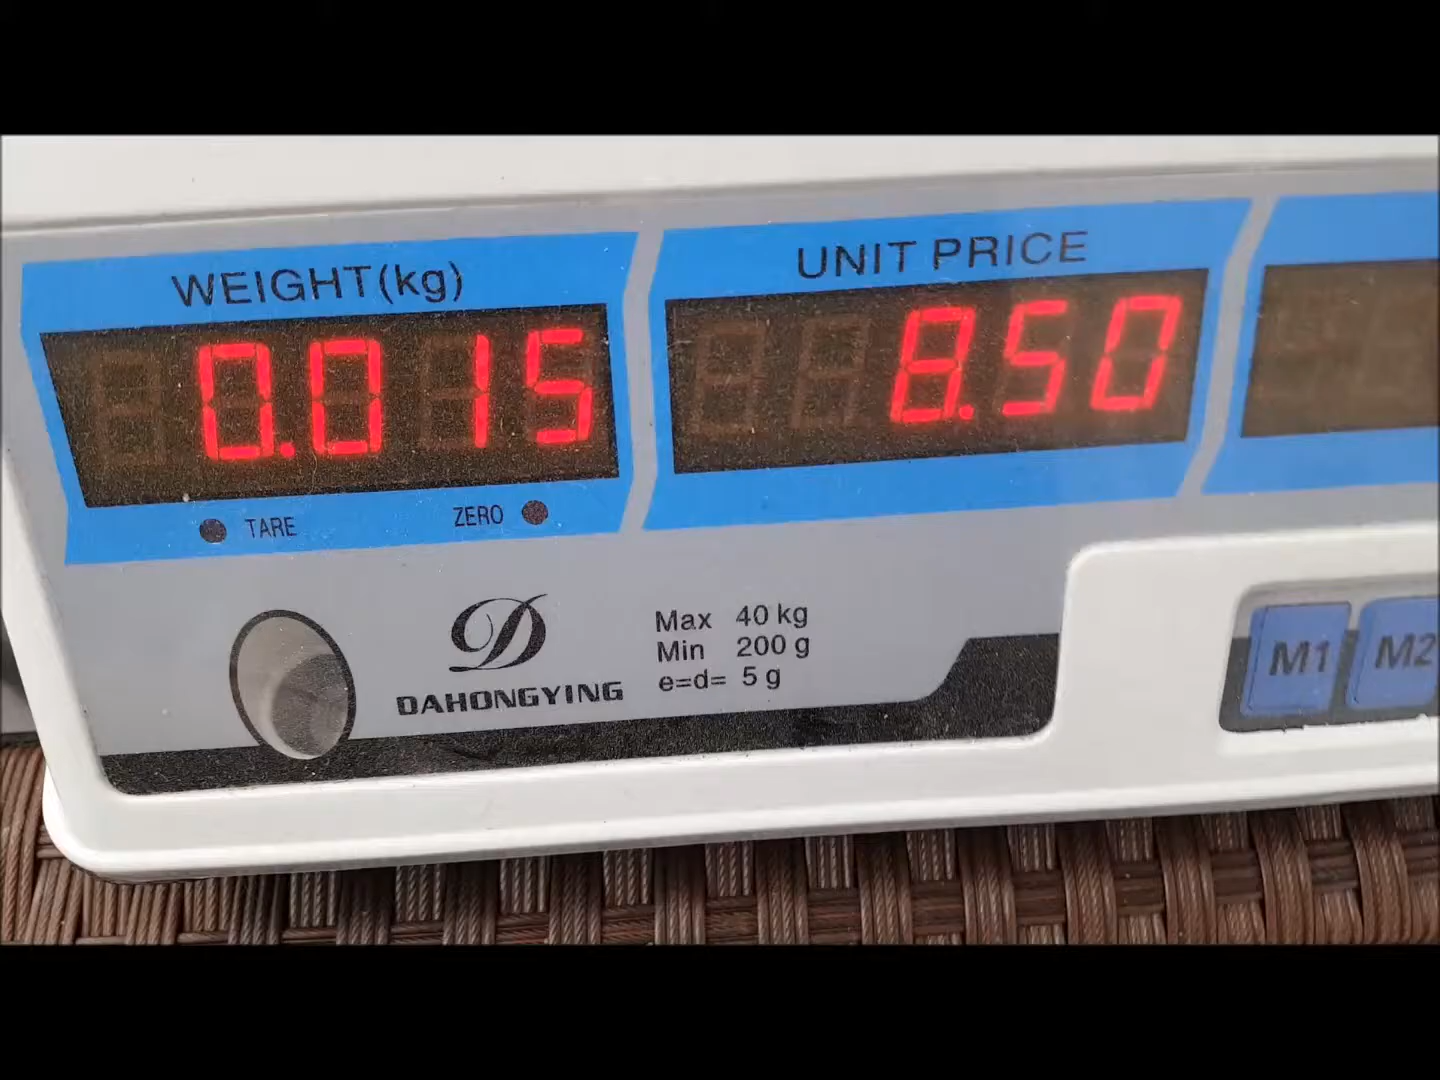 WEIGHT(kg)
0.015
TARE
ZERO
UNIT PRICE
8.50
D
DAHONGYING
Max 40 kg
Min 200 g
e=d= 5 g
M1
M2